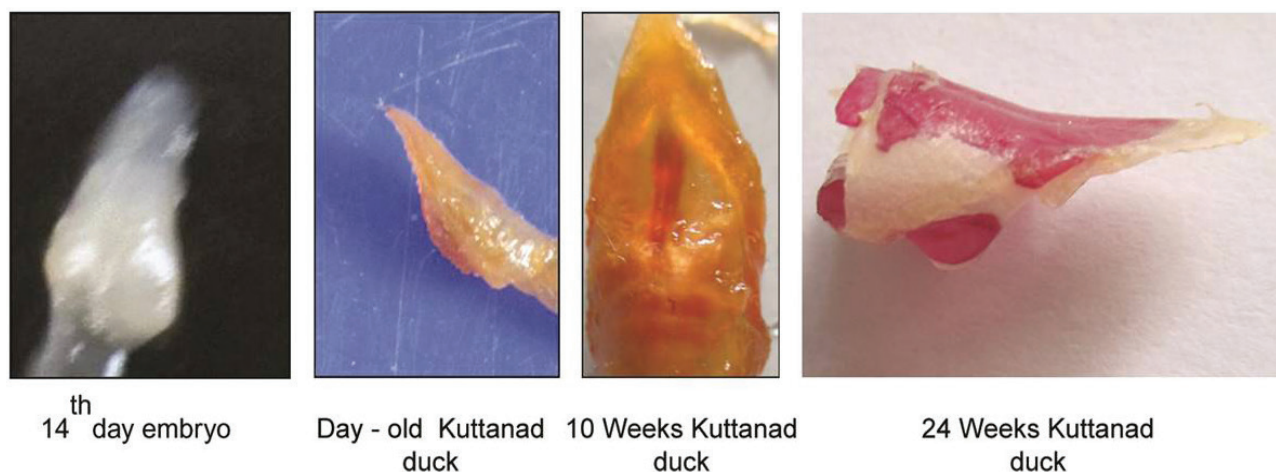 14th day embryo
Day - old Kuttanad
duck
10 Weeks Kuttanad
duck
24 Weeks Kuttanad
duck